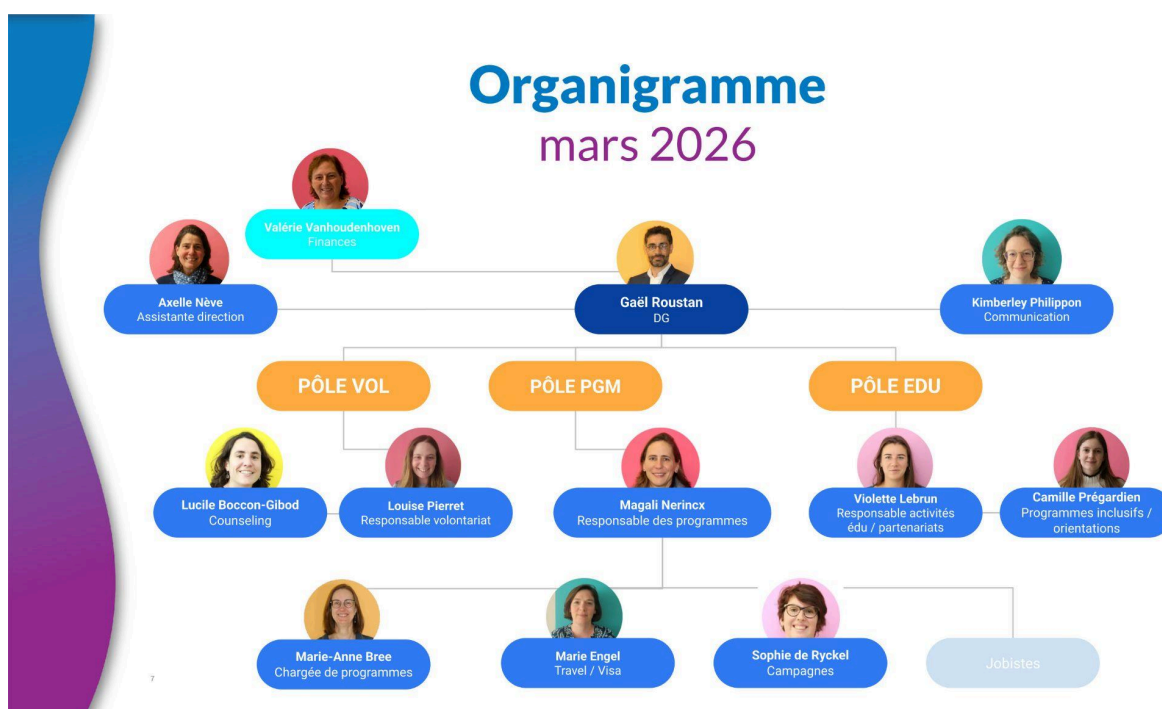 Organigramme
mars 2026
Valérie Vanhoudenhoven
Finances
Axelle Nève
Assistante direction
Gaël Roustan
DG
Kimberley Philippon
Communication
PÔLE VOL
PÔLE PGM
PÔLE EDU
Lucile Boccon-Gibod
Counseling
Louise Pierret
Responsable volontariat
Magali Nerincx
Responsable des programmes
Violette Lebrun
Responsable activités
édu / partenariats
Camille Prégardien
Programmes inclusifs /
orientations
Marie-Anne Bree
Chargée de programmes
Marie Engel
Travel / Visa
Sophie de Ryckel
Campagnes
Jobistes
7